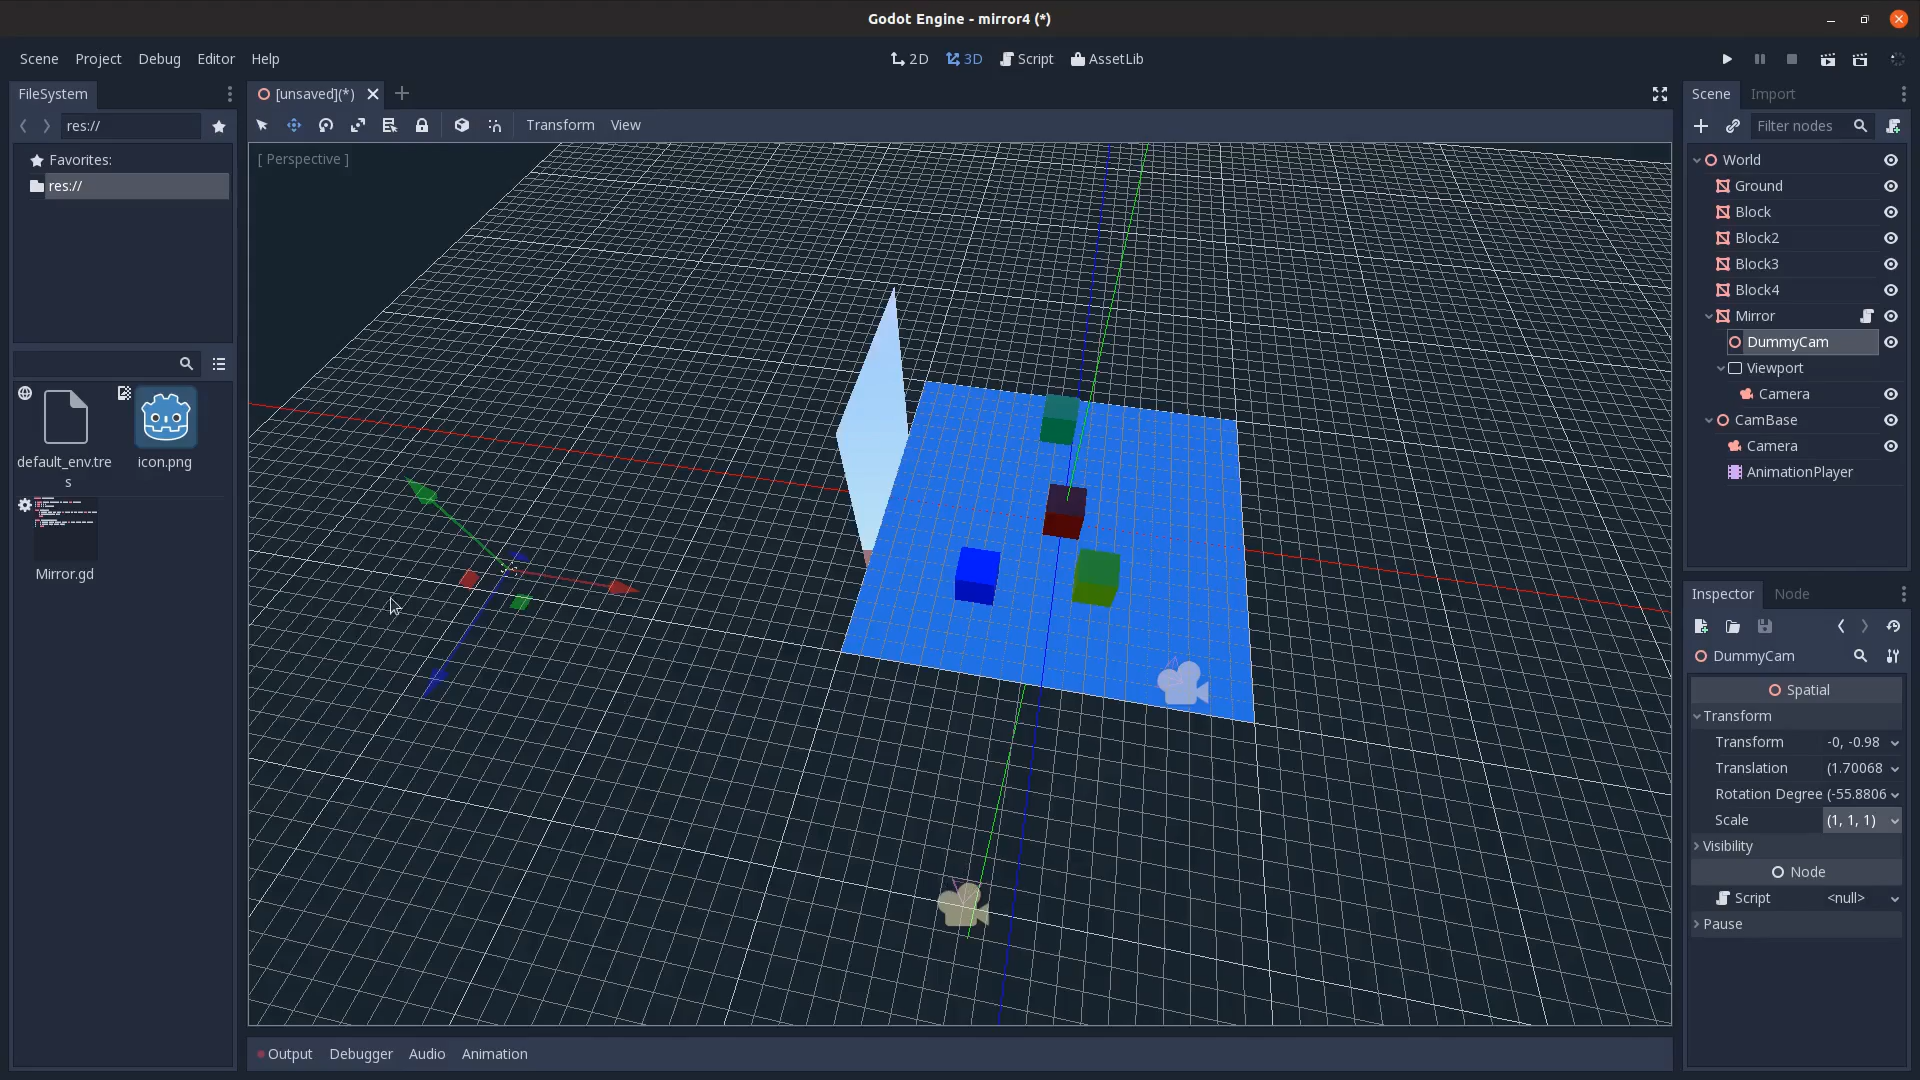 Godot Engine - mirror4 (*)
Scene Project Debug Editor Help
2D 3D Script AssetLib
FileSystem
res://
Favorites:
res://
default_env.tre
s
icon.png
Mirror.gd
[unsaved](*)
Transform View
[ Perspective ]
Output Debugger Audio Animation
Scene Import
Filter nodes
World
Ground
Block
Block2
Block3
Block4
Mirror
DummyCam
Viewport
Camera
CamBase
Camera
AnimationPlayer
Inspector Node
DummyCam
Spatial
Transform
Transform -0, -0.98
Translation (1.70068
Rotation Degree (-55.8806
Scale (1, 1, 1)
Visibility
Node
Script <null>
Pause